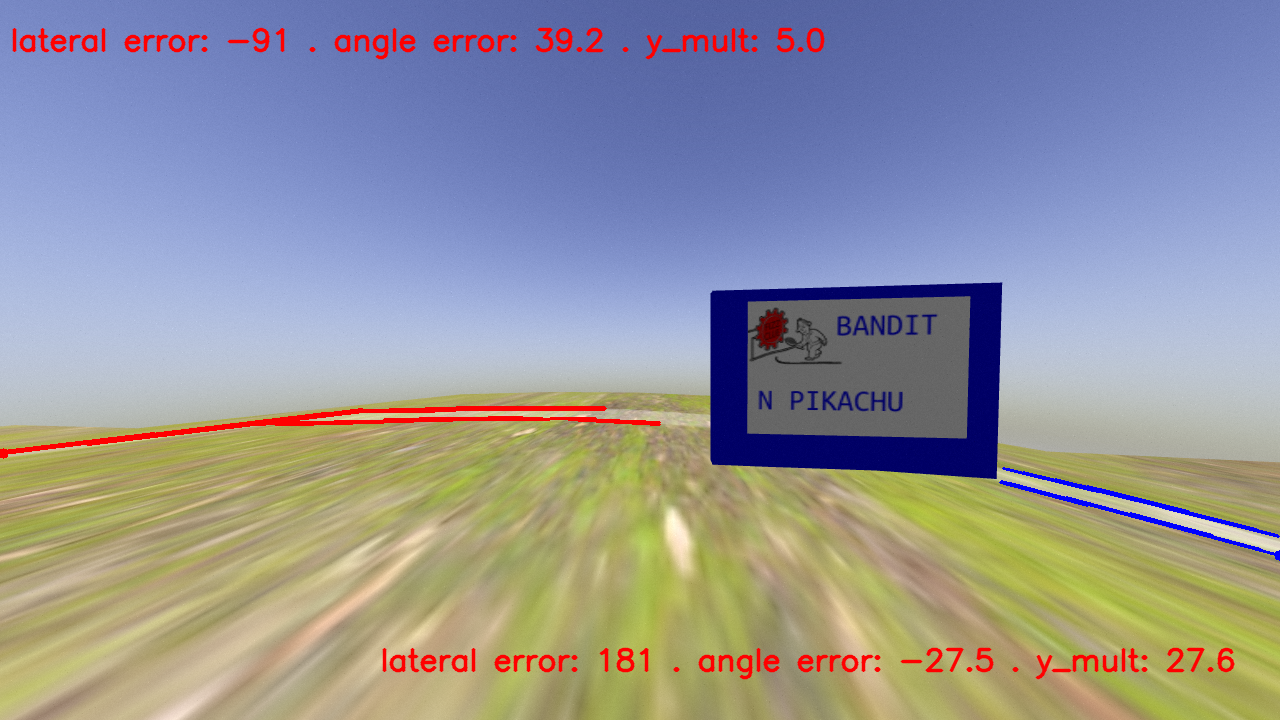 lateral error: -91 . angle error: 39.2 . y_mult: 5.0
BANDIT
N PIKACHU
lateral error: 181 . angle error: -27.5 . y_mult: 27.6